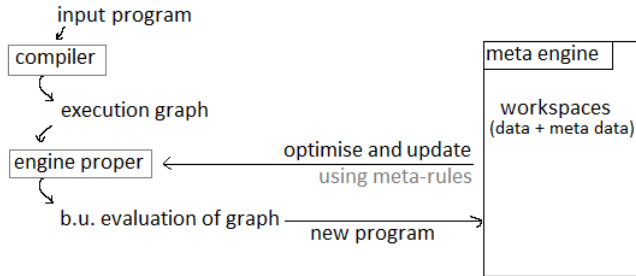 input program
compiler
execution graph
engine proper
b.u. evaluation of graph
optimise and update
using meta-rules
new program
meta engine
workspaces
(data + meta data)